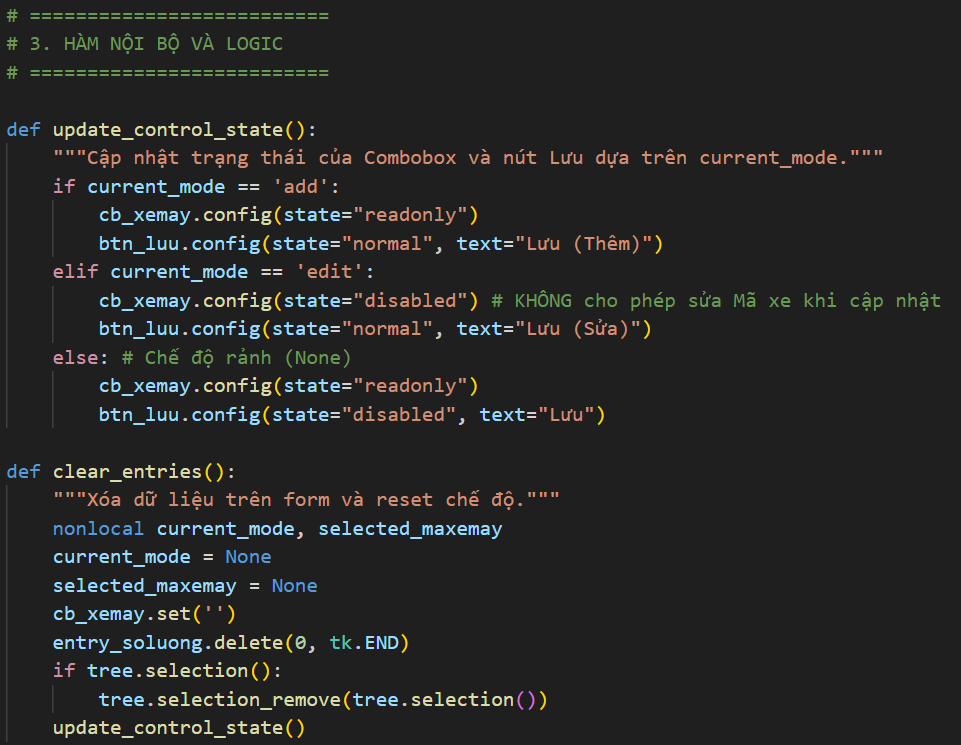 # ==========================
# 3. HÀM NỘI BỘ VÀ LOGIC
# ==========================

def update_control_state():
    """Cập nhật trạng thái của Combobox và nút Lưu dựa trên current_mode."""
    if current_mode == 'add':
        cb_xemay.config(state="readonly")
        btn_luu.config(state="normal", text="Lưu (Thêm)")
    elif current_mode == 'edit':
        cb_xemay.config(state="disabled") # KHÔNG cho phép sửa Mã xe khi cập nhật
        btn_luu.config(state="normal", text="Lưu (Sửa)")
    else: # Chế độ rảnh (None)
        cb_xemay.config(state="readonly")
        btn_luu.config(state="disabled", text="Lưu")

def clear_entries():
    """Xóa dữ liệu trên form và reset chế độ."""
    nonlocal current_mode, selected_maxemay
    current_mode = None
    selected_maxemay = None
    cb_xemay.set('')
    entry_soluong.delete(0, tk.END)
    if tree.selection():
        tree.selection_remove(tree.selection())
    update_control_state()